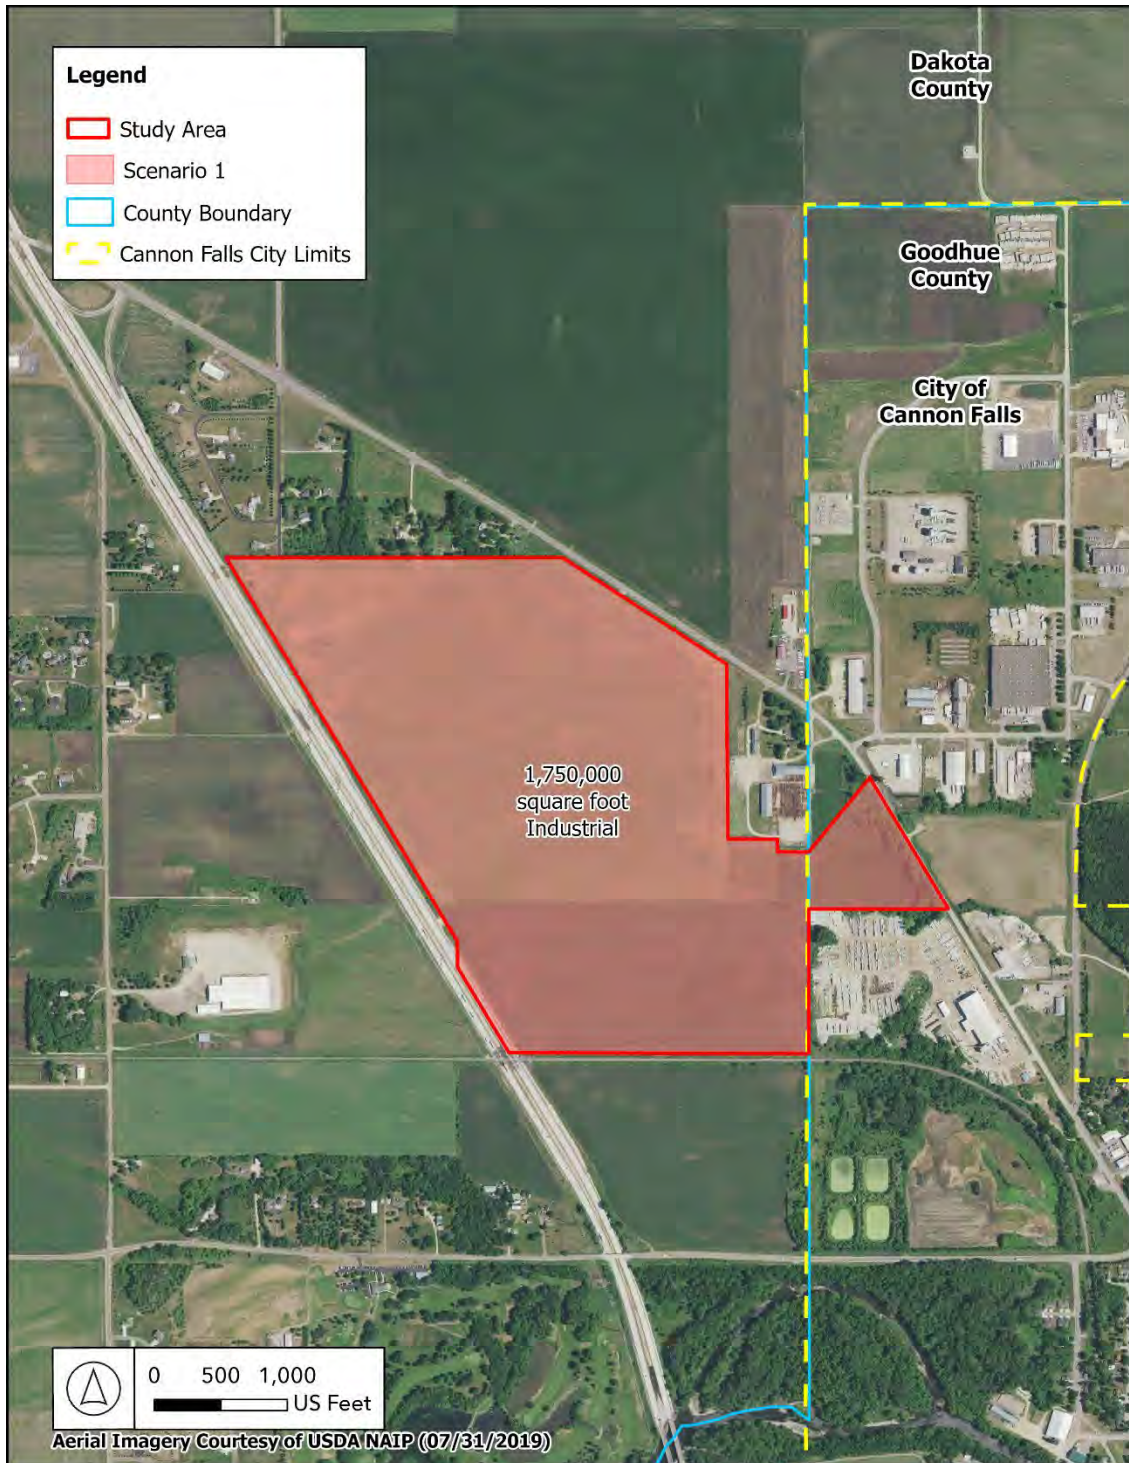 Legend
Study Area
Scenario 1
County Boundary
Cannon Falls City Limits
Dakota
County
Goodhue
County
City of
Cannon Falls
1,750,000
square foot
Industrial
0 500 1,000
US Feet
Aerial Imagery Courtesy of USDA NAIP (07/31/2019)